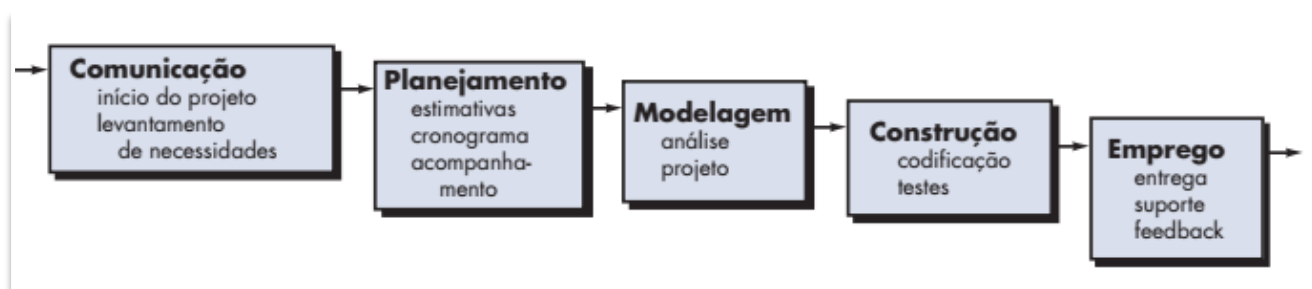 Comunicação
início do projeto
levantamento
de necessidades
Planejamento
estimativas
cronograma
acompanha-
mento
Modelagem
análise
projeto
Construção
codificação
testes
Emprego
entrega
suporte
feedback